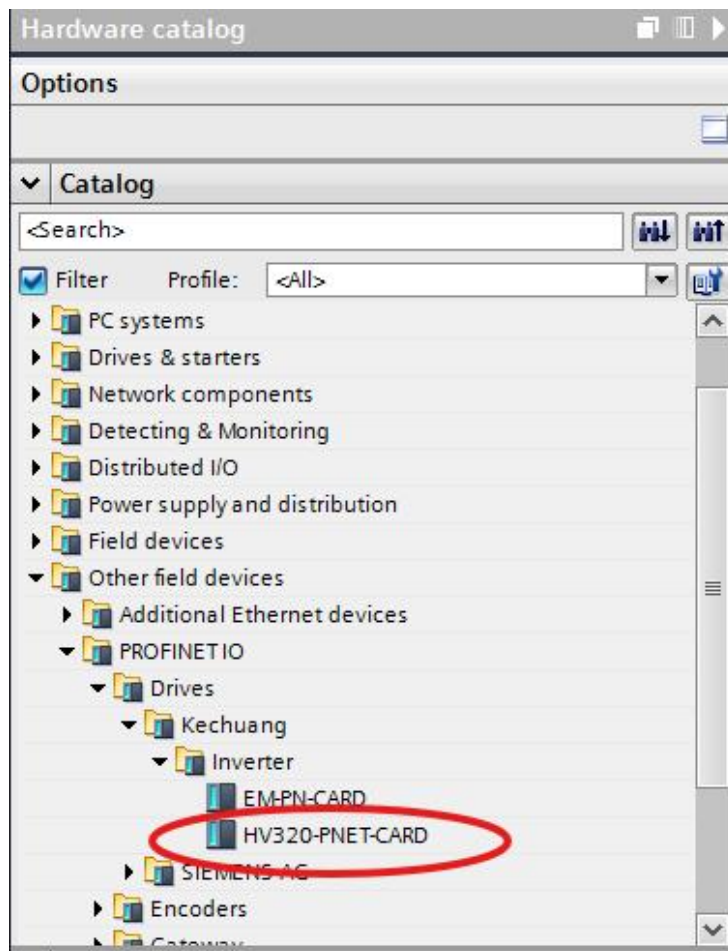 Hardware catalog
Options
Catalog
<Search>
Filter Profile: <All>
PC systems
Drives & starters
Network components
Detecting & Monitoring
Distributed I/O
Power supply and distribution
Field devices
Other field devices
Additional Ethernet devices
PROFINET IO
Drives
Kechuang
Inverter
EM-PN-CARD
HV320-PNET-CARD
SIEMENS AG
Encoders
Gateway